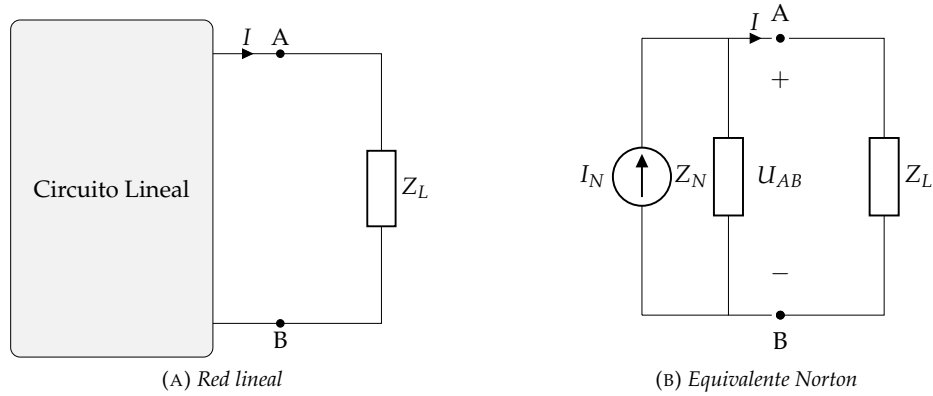 I
A
Circuito Lineal
Z_L
B
(A) Red lineal
I
A
+
I_N
Z_N
U_AB
Z_L
−
B
(B) Equivalente Norton